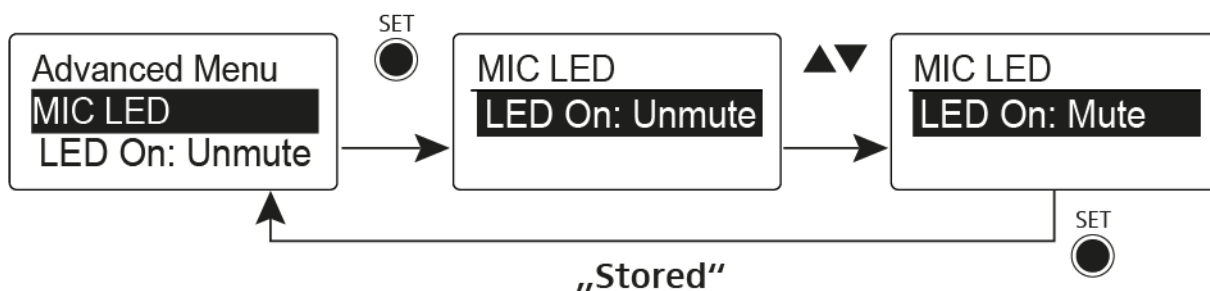 SET
Advanced Menu
MIC LED
LED On: Unmute
MIC LED
LED On: Unmute
▲▼
MIC LED
LED On: Mute
SET
„Stored“